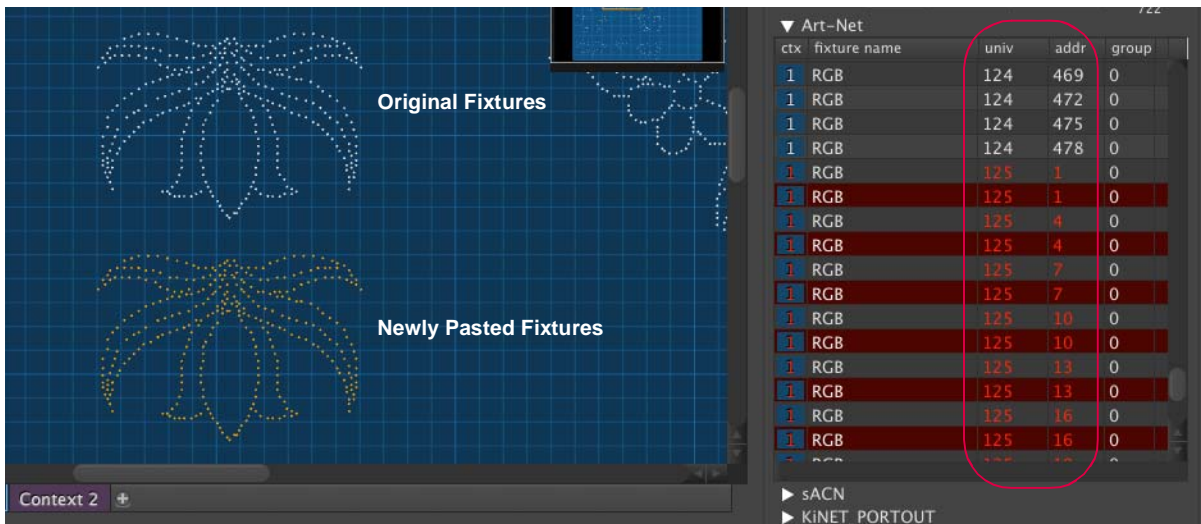 Original Fixtures
Newly Pasted Fixtures
Context 2 +
▼ Art-Net
ctx fixture name univ addr group
1 RGB 124 469 0
1 RGB 124 472 0
1 RGB 124 475 0
1 RGB 124 478 0
1 RGB 125 1 0
1 RGB 125 1 0
1 RGB 125 4 0
1 RGB 125 4 0
1 RGB 125 7 0
1 RGB 125 7 0
1 RGB 125 10 0
1 RGB 125 10 0
1 RGB 125 13 0
1 RGB 125 13 0
1 RGB 125 16 0
1 RGB 125 16 0
▶ sACN
▶ KiNET PORTOUT